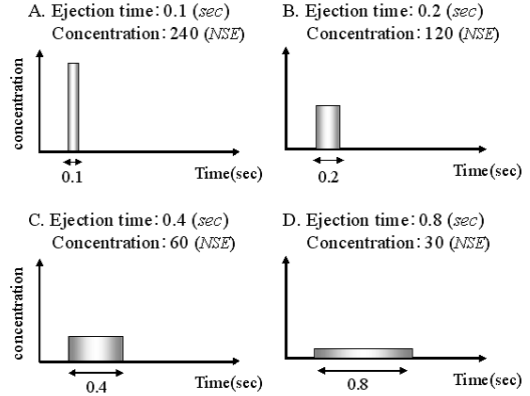 A. Ejection time: 0.1 (sec)
Concentration: 240 (NSE)
concentration
0.1
Time(sec)
B. Ejection time: 0.2 (sec)
Concentration: 120 (NSE)
0.2
Time(sec)
C. Ejection time: 0.4 (sec)
Concentration: 60 (NSE)
concentration
0.4
Time(sec)
D. Ejection time: 0.8 (sec)
Concentration: 30 (NSE)
0.8
Time(sec)